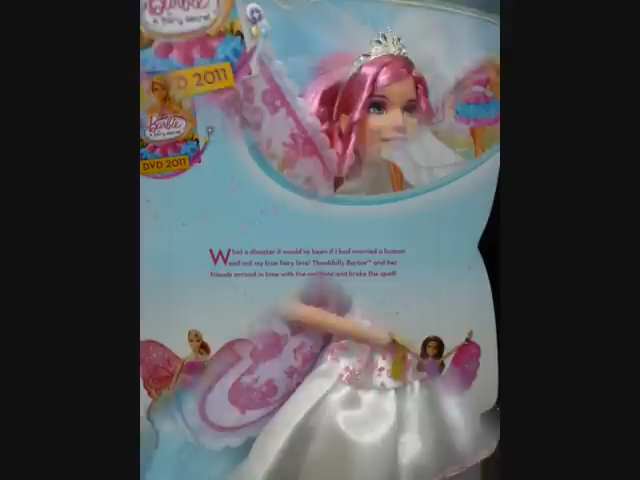 Barbie
A Fairy Secret
D 2011
Barbie
A Fairy Secret
DVD 2011
What a disaster it would've been if I had married a human
and not my true fairy love! Thankfully Barbie™ and her
friends arrived in time with the antidote and broke the spell!